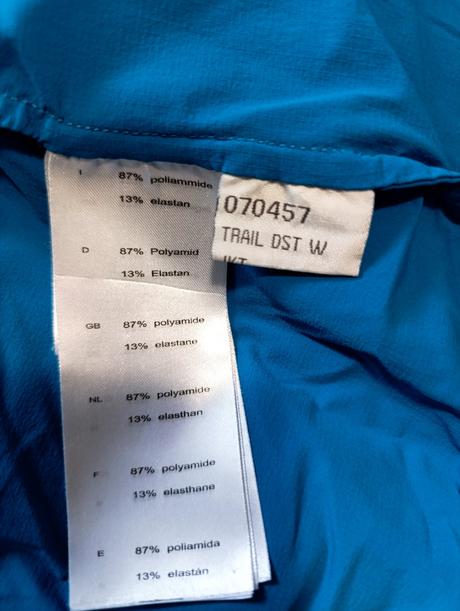 I 87% poliammide
13% elastan
D 87% Polyamid
13% Elastan
GB 87% polyamide
13% elastane
NL 87% polyamide
13% elasthan
F 87% polyamide
13% elasthane
E 87% poliamida
13% elastán
070457
TRAIL DST W
JKT